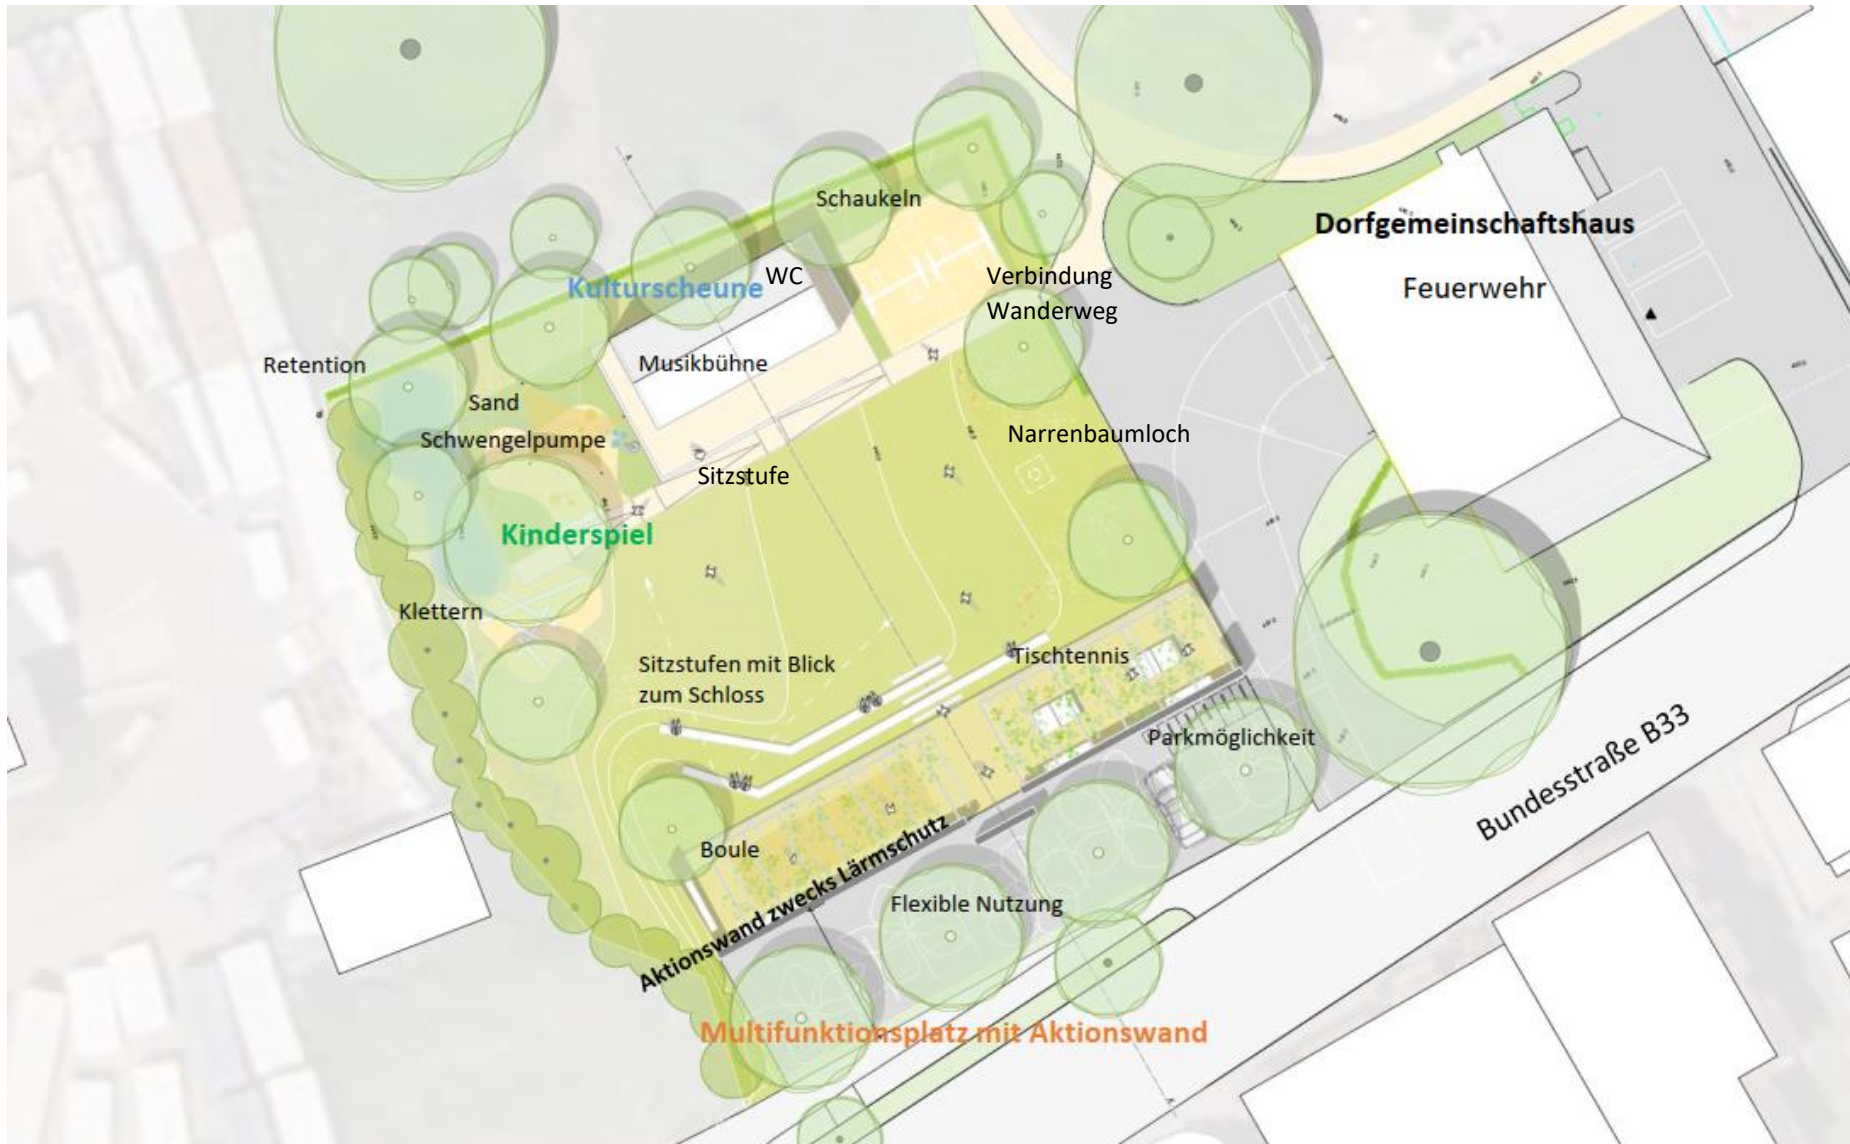 Schaukeln
Dorfgemeinschaftshaus
Feuerwehr
WC
Kulturscheune
Verbindung
Wanderweg
Retention
Musikbühne
Sand
Schwengelpumpe
Narrenbaumloch
Sitzstufe
Kinderspiel
Klettern
Sitzstufen mit Blick
zum Schloss
Tischtennis
Parkmöglichkeit
Bundesstraße B33
Boule
Aktionswand zwecks Lärmschutz
Flexible Nutzung
Multifunktionsplatz mit Aktionswand